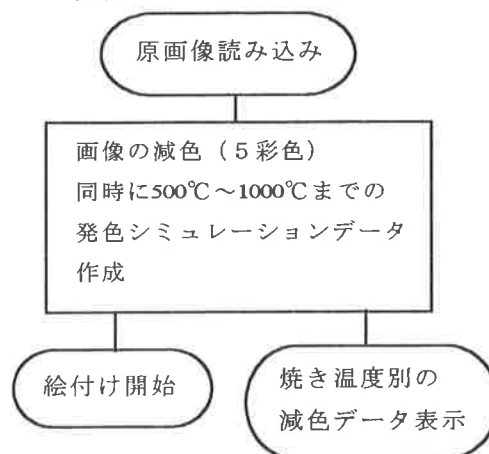 原画像読み込み
画像の減色（5彩色）
同時に500℃～1000℃までの
発色シミュレーションデータ
作成
絵付け開始
焼き温度別の
減色データ表示